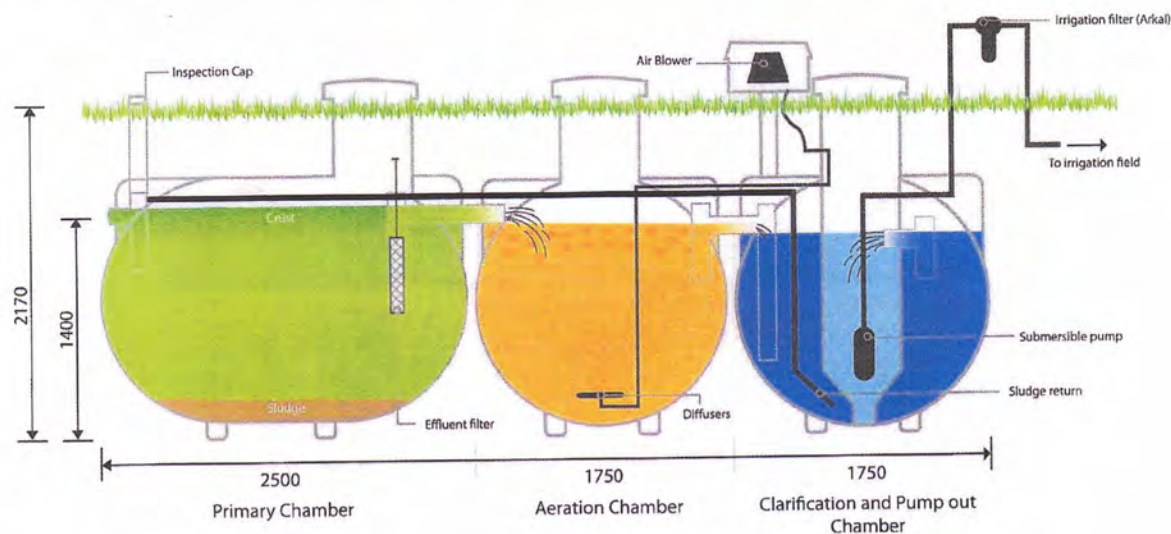 Irrigation filter (Arkal)
Inspection Cap
Air Blower
To irrigation field
Crust
2170
1400
Submersible pump
Sludge
Effluent filter
Diffusers
Sludge return
2500
1750
1750
Primary Chamber
Aeration Chamber
Clarification and Pump out
Chamber